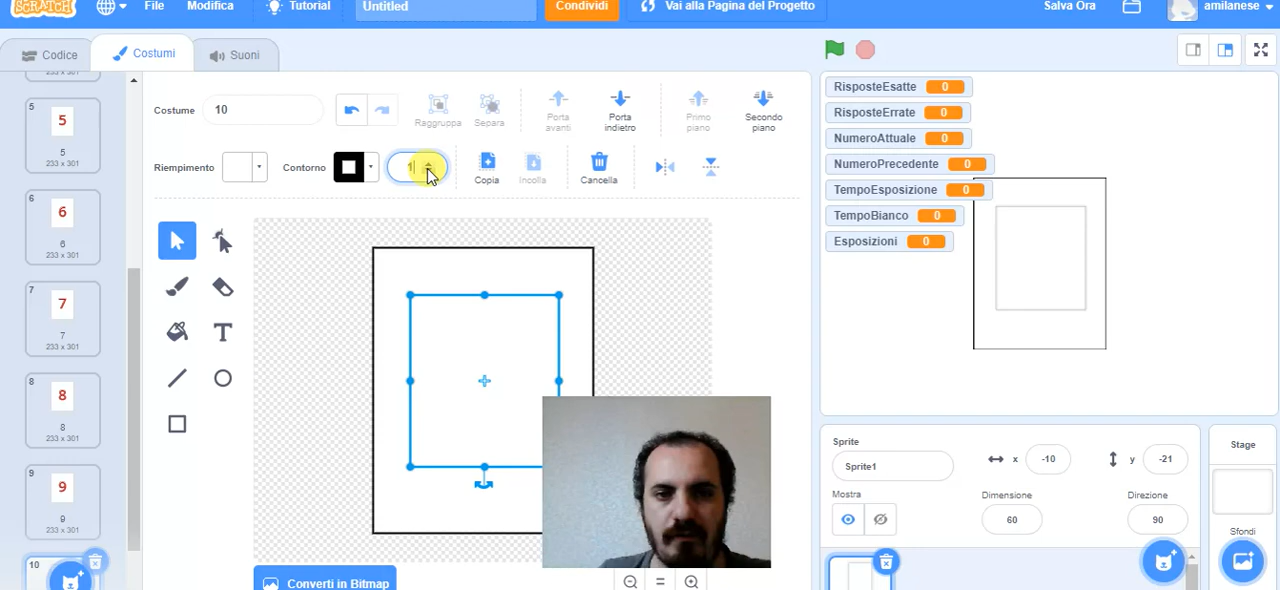 SCRATCH File Modifica Tutorial Untitled Condividi Vai alla Pagina del Progetto Salva Ora amilanese
Codice Costumi Suoni
233 x 301
Costume 10 Raggruppa Separa Porta avanti Porta indietro Primo piano Secondo piano
Riempimento Contorno 1 Copia Incolla Cancella
5
5
5
233 x 301
6
6
6
233 x 301
7
7
7
233 x 301
8
8
8
233 x 301
9
9
9
233 x 301
10
Converti in Bitmap
RisposteEsatte 0
RisposteErrate 0
NumeroAttuale 0
NumeroPrecedente 0
TempoEsposizione 0
TempoBianco 0
Esposizioni 0
Sprite
Sprite1 x -10 y -21
Mostra Dimensione Direzione
60 90
Stage
Sfondi